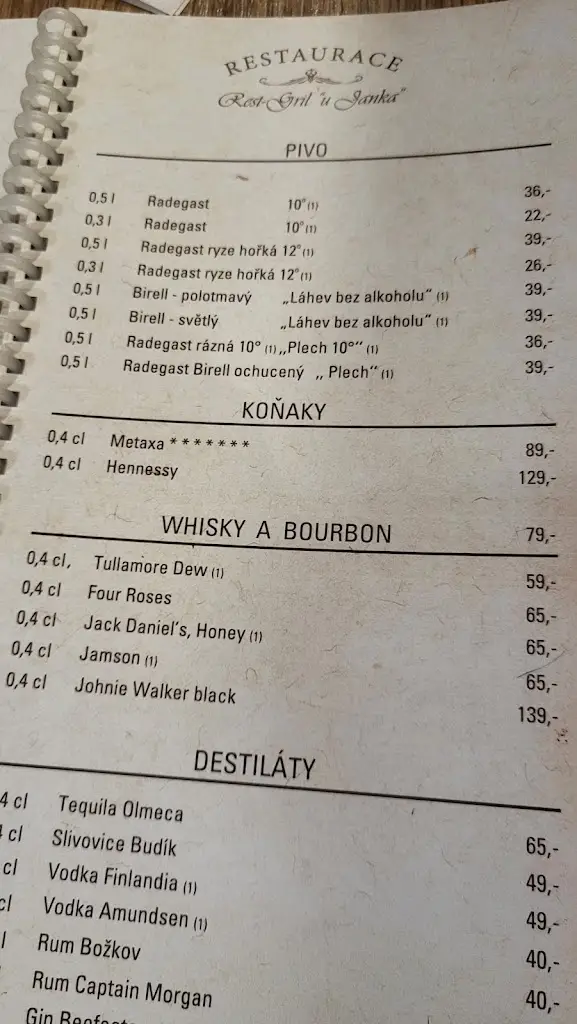 RESTAURACE
Rest-Gril "u Janka"
PIVO
0,5 l Radegast 10° (1) 36,-
0,3 l Radegast 10° (1) 22,-
0,5 l Radegast ryze hořká 12° (1) 39,-
0,3 l Radegast ryze hořká 12° (1) 26,-
0,5 l Birell - polotmavý „Láhev bez alkoholu“ (1) 39,-
0,5 l Birell - světlý „Láhev bez alkoholu“ (1) 39,-
0,5 l Radegast rázná 10° (1) „Plech 10°“ (1) 36,-
0,5 l Radegast Birell ochucený „ Plech“ (1) 39,-
KOŇAKY
0,4 cl Metaxa * * * * * * * 89,-
0,4 cl Hennessy 129,-
WHISKY A BOURBON 79,-
0,4 cl, Tullamore Dew (1) 59,-
0,4 cl Four Roses 65,-
0,4 cl Jack Daniel's, Honey (1) 65,-
0,4 cl Jamson (1) 65,-
0,4 cl Johnie Walker black 139,-
DESTILÁTY
4 cl Tequila Olmeca 65,-
cl Slivovice Budík 49,-
cl Vodka Finlandia (1) 49,-
cl Vodka Amundsen (1) 40,-
l Rum Božkov 40,-
Rum Captain Morgan
Gin